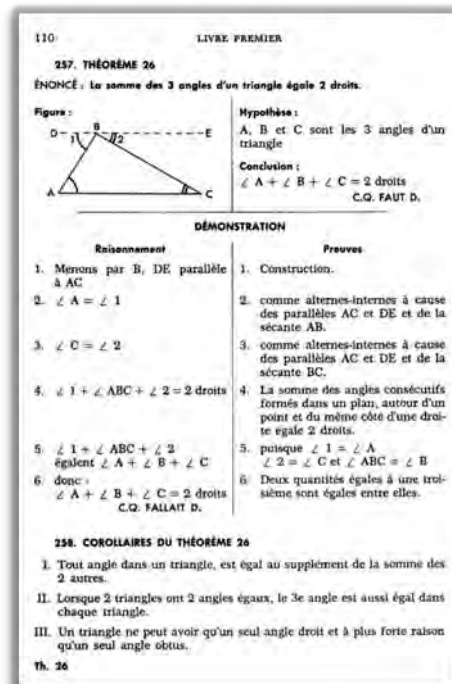 110 LIVRE PREMIER
257. THÉORÈME 26
ÉNONCÉ : La somme des 3 angles d'un triangle égale 2 droits.
Figure :
D B E
1 2
A C
Hypothèse :
A, B et C sont les 3 angles d'un
triangle
Conclusion :
∠ A + ∠ B + ∠ C = 2 droits
C.Q. FAUT D.
DÉMONSTRATION
Raisonnement
Preuves
1. Menons par B, DE parallèle
à AC
1. Construction.
2. ∠ A = ∠ 1
2. comme alternes-internes à cause
des parallèles AC et DE et de la
sécante AB.
3. ∠ C = ∠ 2
3. comme alternes-internes à cause
des parallèles AC et DE et de la
sécante BC.
4. ∠ 1 + ∠ ABC + ∠ 2 = 2 droits
4. La somme des angles consécutifs
formés dans un plan, autour d'un
point et du même côté d'une droi-
te égale 2 droits.
5. ∠ 1 + ∠ ABC + ∠ 2
égalent ∠ A + ∠ B + ∠ C
5. puisque ∠ 1 = ∠ A
∠ 2 = ∠ C et ∠ ABC = ∠ B
6. donc :
∠ A + ∠ B + ∠ C = 2 droits
C.Q. FALLAIT D.
6. Deux quantités égales à une troi-
sième sont égales entre elles.
258. COROLLAIRES DU THÉORÈME 26
I. Tout angle dans un triangle, est égal au supplément de la somme des
2 autres.
II. Lorsque 2 triangles ont 2 angles égaux, le 3e angle est aussi égal dans
chaque triangle.
III. Un triangle ne peut avoir qu'un seul angle droit et à plus forte raison
qu'un seul angle obtus.
Th. 26